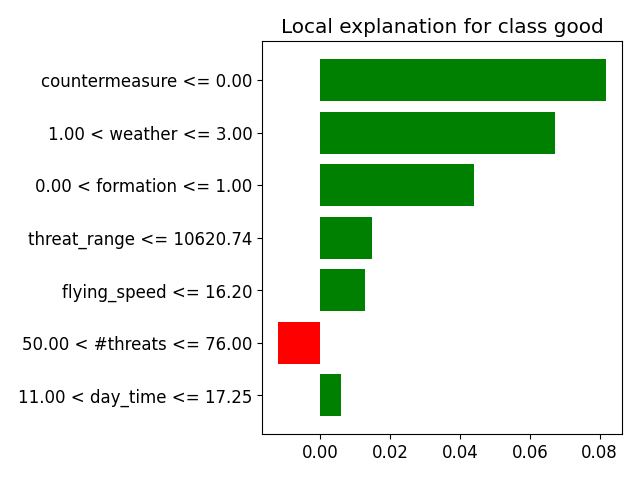 Local explanation for class good
countermeasure <= 0.00
1.00 < weather <= 3.00
0.00 < formation <= 1.00
threat_range <= 10620.74
flying_speed <= 16.20
50.00 < #threats <= 76.00
11.00 < day_time <= 17.25
0.00 0.02 0.04 0.06 0.08